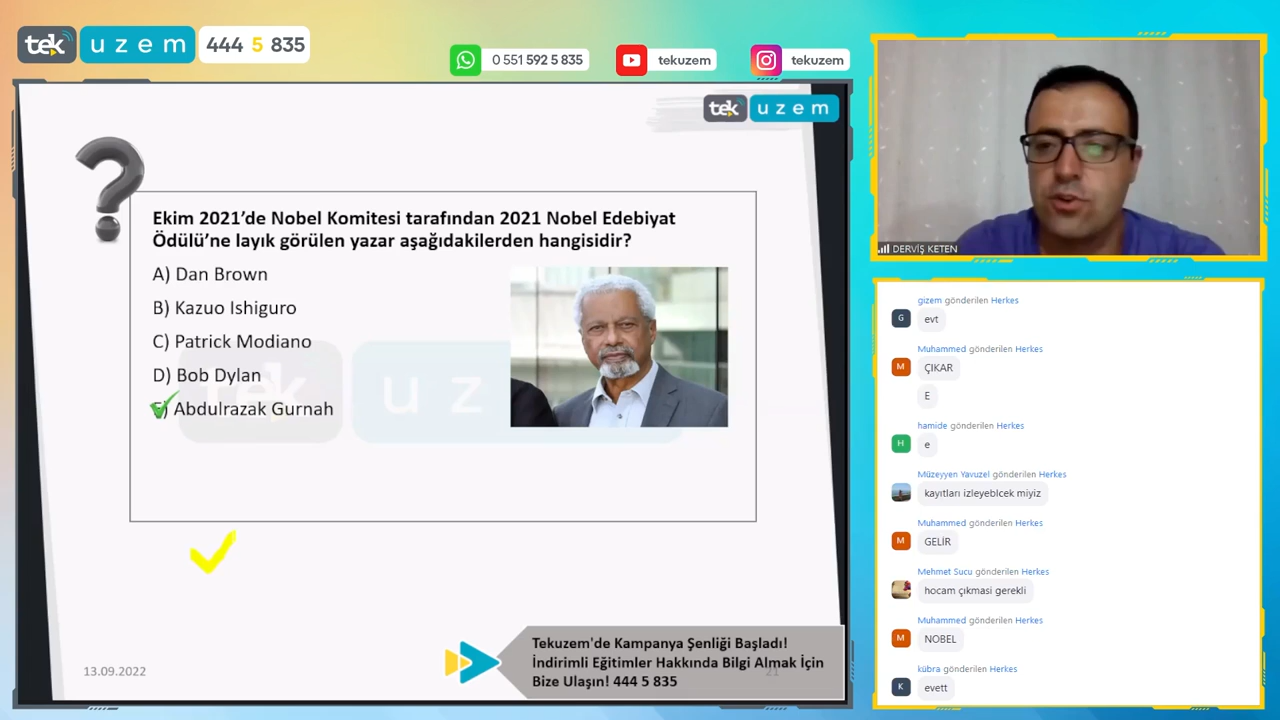 tek uzem 444 5 835
0 551 592 5 835
tekuzem
tekuzem
tek uzem
Ekim 2021’de Nobel Komitesi tarafından 2021 Nobel Edebiyat
Ödülü’ne layık görülen yazar aşağıdakilerden hangisidir?
A) Dan Brown
B) Kazuo Ishiguro
C) Patrick Modiano
D) Bob Dylan
E) Abdulrazak Gurnah
tek uz
13.09.2022
21
Tekuzem'de Kampanya Şenliği Başladı!
İndirimli Eğitimler Hakkında Bilgi Almak İçin
Bize Ulaşın! 444 5 835
DERVİŞ KETEN
gizem gönderilen Herkes
G
evt
Muhammed gönderilen Herkes
M
ÇIKAR
E
hamide gönderilen Herkes
H
e
Müzeyyen Yavuzel gönderilen Herkes
kayıtları izleyeblcek miyiz
Muhammed gönderilen Herkes
M
GELİR
Mehmet Sucu gönderilen Herkes
hocam çıkmasi gerekli
Muhammed gönderilen Herkes
M
NOBEL
kübra gönderilen Herkes
K
evett